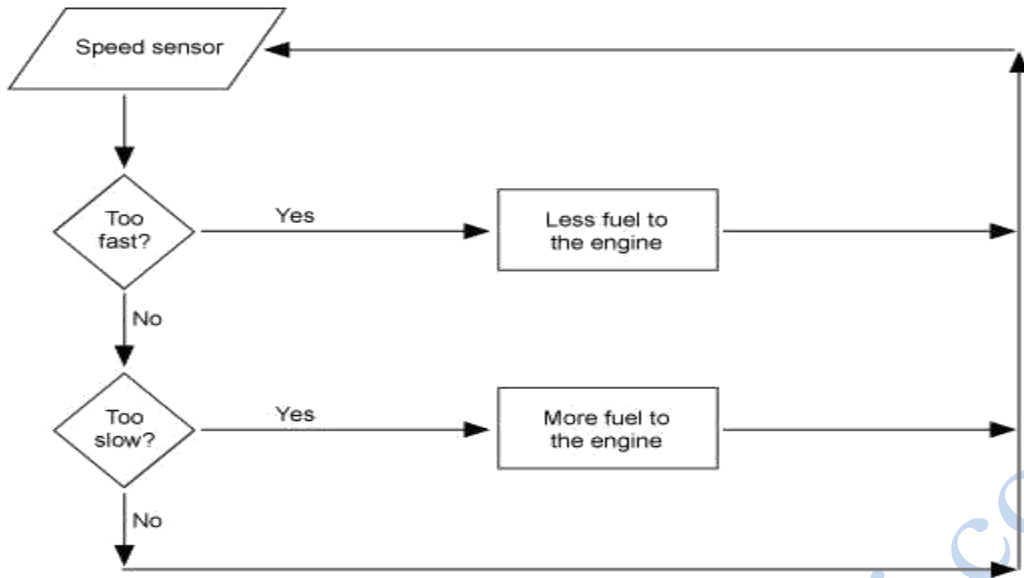 Speed sensor
Too
fast?
Yes
Less fuel to
the engine
No
Too
slow?
Yes
More fuel to
the engine
No